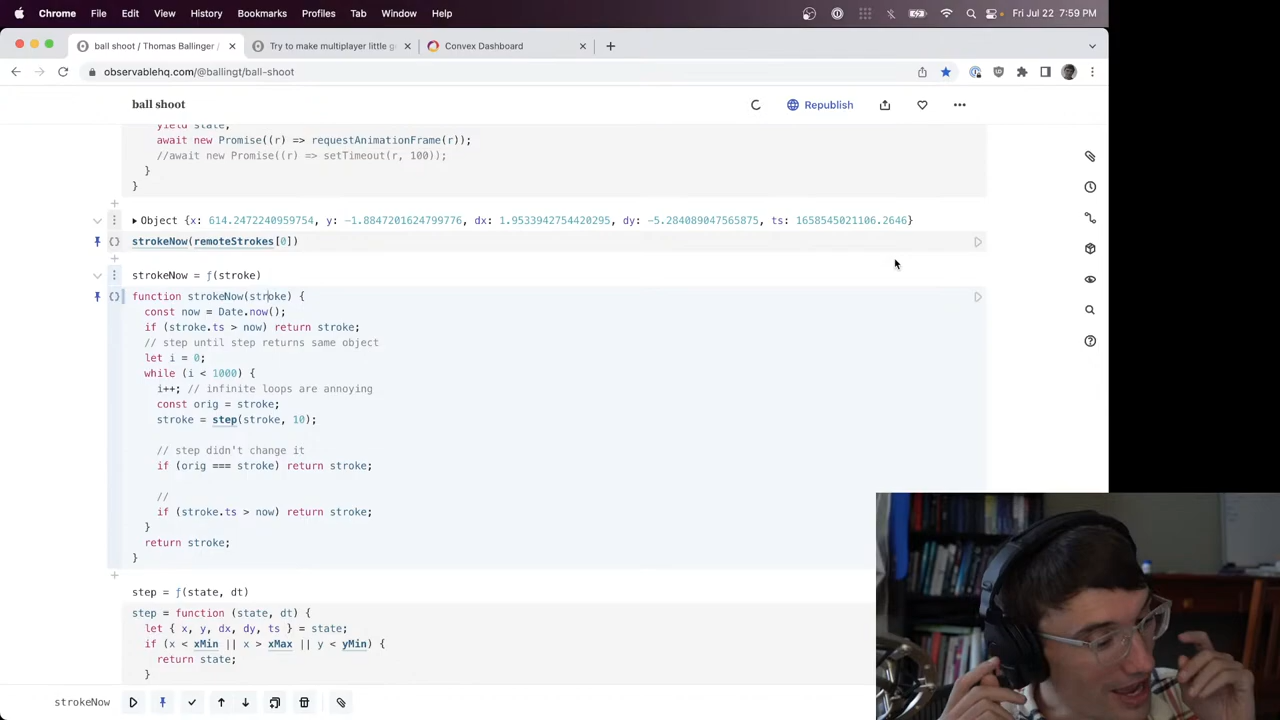 Chrome File Edit View History Bookmarks Profiles Tab Window Help Fri Jul 22 7:59 PM
ball shoot / Thomas Ballinger / Try to make multiplayer little g Convex Dashboard
observablehq.com/@ballingt/ball-shoot
ball shoot Republish
yield state;
await new Promise((r) => requestAnimationFrame(r));
//await new Promise((r) => setTimeout(r, 100));
}
}
Object {x: 614.2472240959754, y: −1.8847201624799776, dx: 1.9533942754420295, dy: −5.284089047565875, ts: 1658545021106.2646}
strokeNow(remoteStrokes[0])
strokeNow = ƒ(stroke)
function strokeNow(stroke) {
const now = Date.now();
if (stroke.ts > now) return stroke;
// step until step returns same object
let i = 0;
while (i < 1000) {
i++; // infinite loops are annoying
const orig = stroke;
stroke = step(stroke, 10);
// step didn't change it
if (orig === stroke) return stroke;
//
if (stroke.ts > now) return stroke;
}
return stroke;
}
step = ƒ(state, dt)
step = function (state, dt) {
let { x, y, dx, dy, ts } = state;
if (x < xMin || x > xMax || y < yMin) {
return state;
}
strokeNow